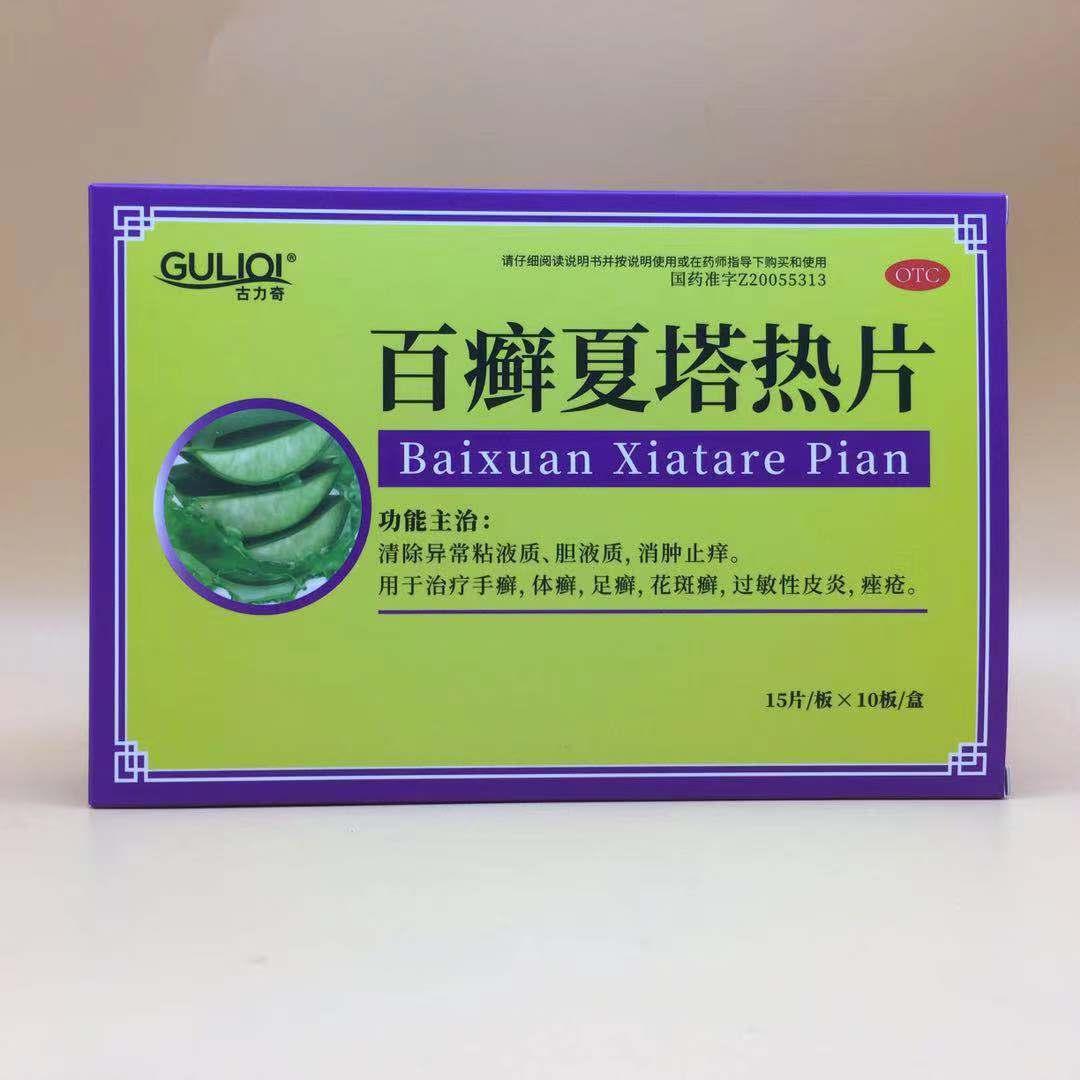 GULIQI®
古力奇
请仔细阅读说明书并按说明使用或在药师指导下购买和使用
国药准字Z20055313
OTC
百癣夏塔热片
Baixuan Xiatare Pian
功能主治：
清除异常粘液质、胆液质，消肿止痒。
用于治疗手癣，体癣，足癣，花斑癣，过敏性皮炎，痤疮。
15片/板×10板/盒